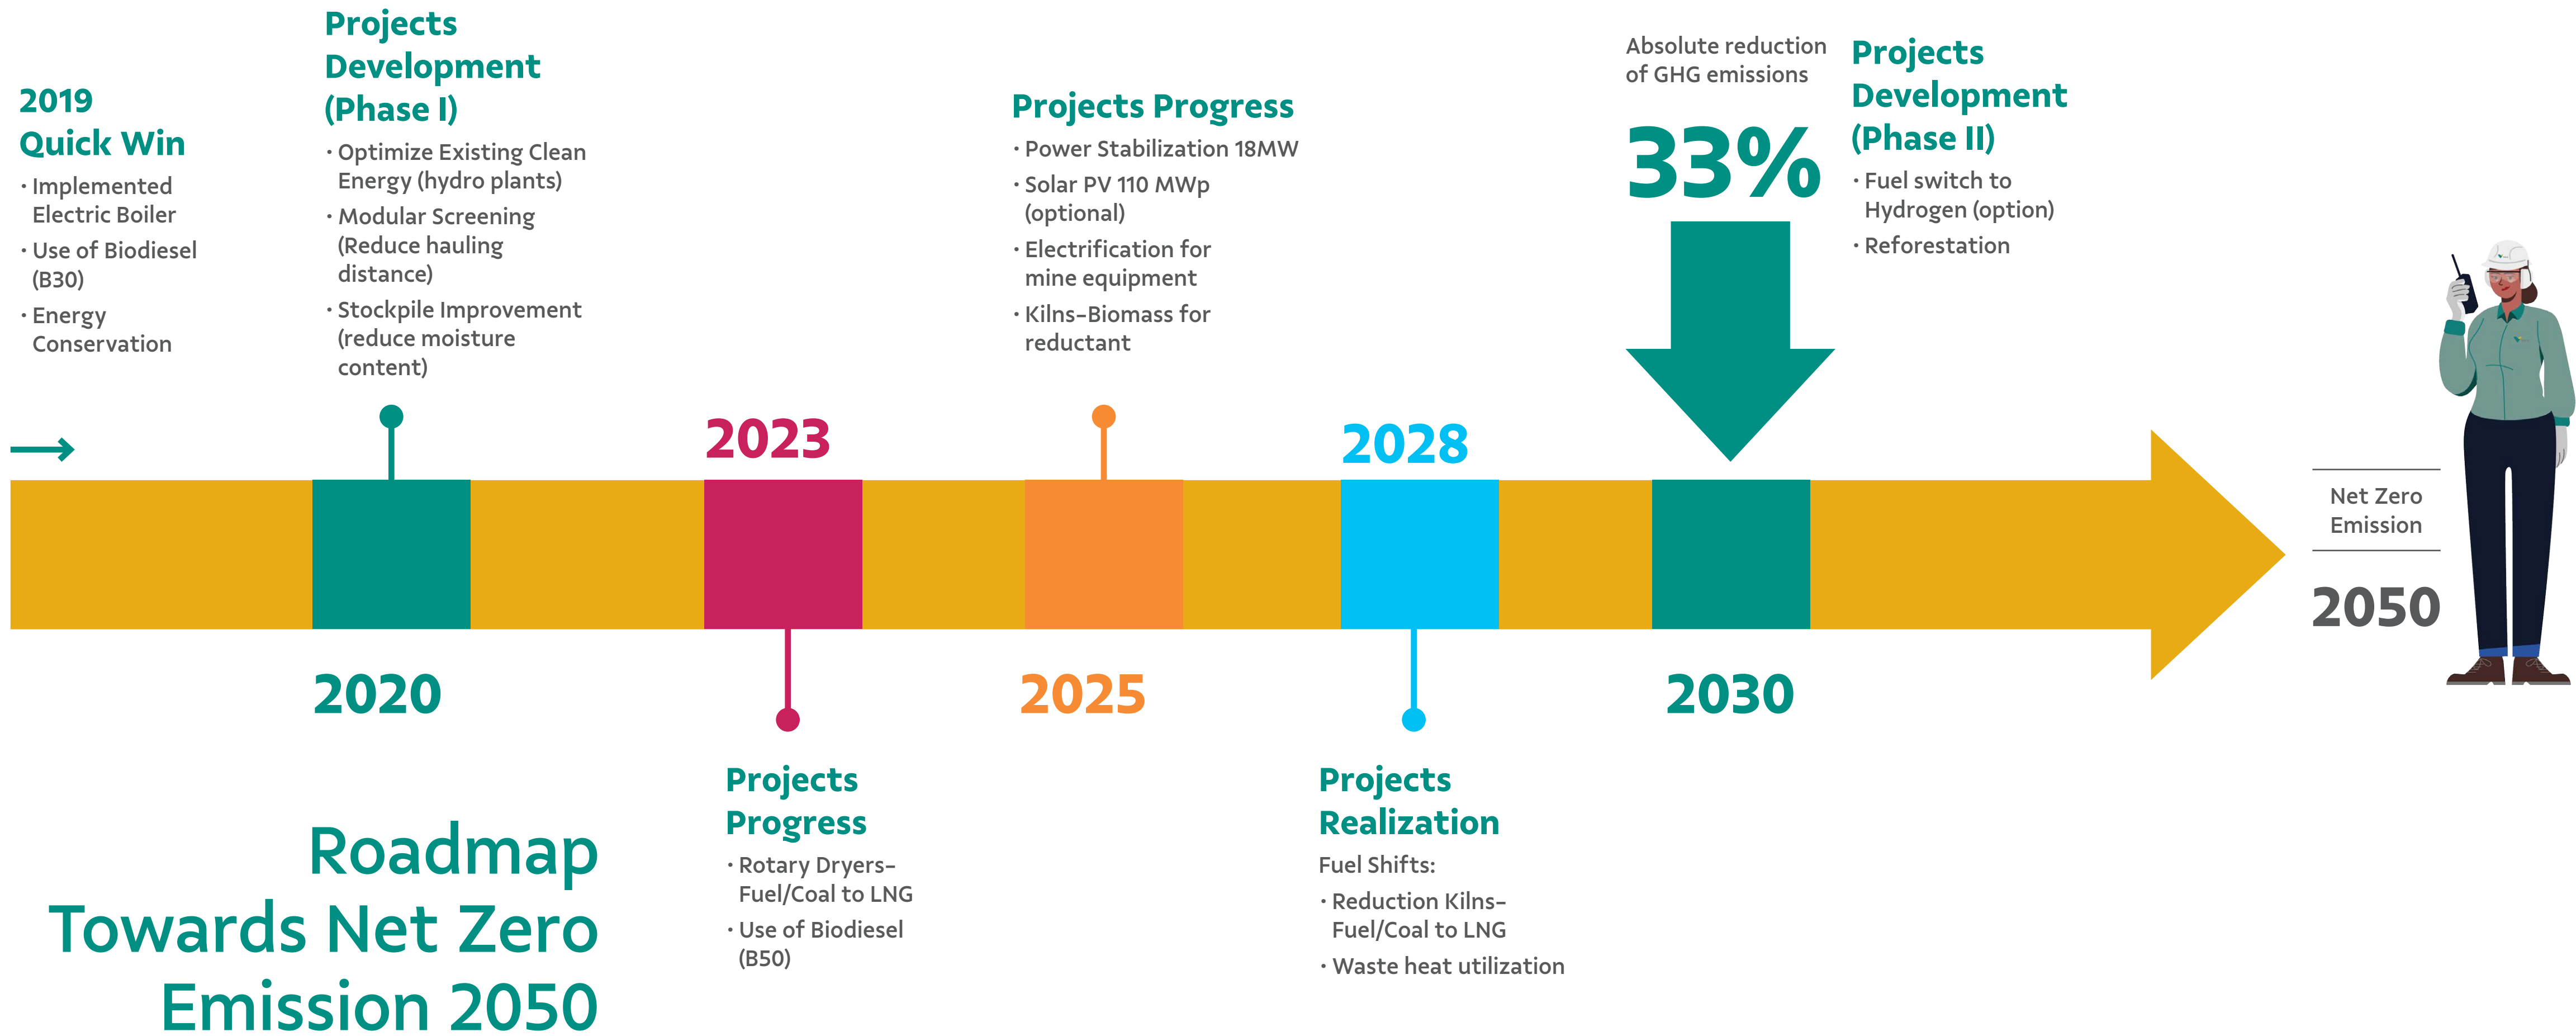 2019
Quick Win
· Implemented
Electric Boiler
· Use of Biodiesel
(B30)
· Energy
Conservation
Projects
Development
(Phase I)
· Optimize Existing Clean
Energy (hydro plants)
· Modular Screening
(Reduce hauling
distance)
· Stockpile Improvement
(reduce moisture
content)
2020
2023
Projects
Progress
· Rotary Dryers–
Fuel/Coal to LNG
· Use of Biodiesel
(B50)
Projects Progress
· Power Stabilization 18MW
· Solar PV 110 MWp
(optional)
· Electrification for
mine equipment
· Kilns–Biomass for
reductant
2025
2028
Projects
Realization
Fuel Shifts:
· Reduction Kilns–
Fuel/Coal to LNG
· Waste heat utilization
Absolute reduction
of GHG emissions
33%
2030
Projects
Development
(Phase II)
· Fuel switch to
Hydrogen (option)
· Reforestation
Net Zero
Emission
2050
Roadmap
Towards Net Zero
Emission 2050